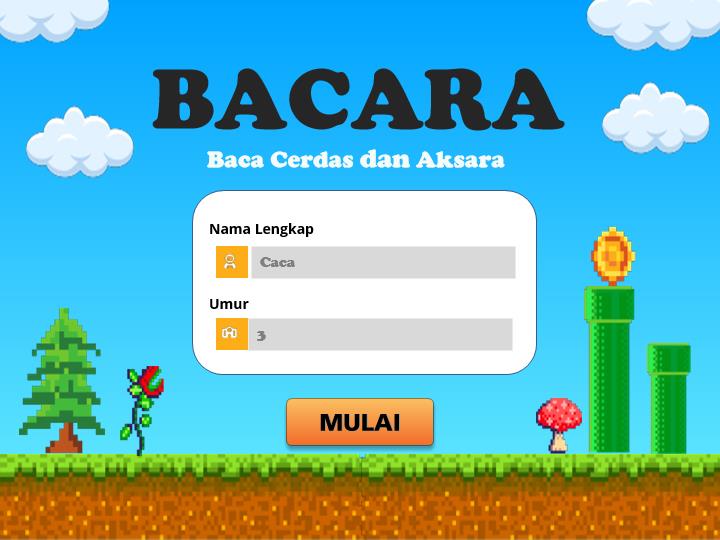 BACARA
Baca Cerdas dan Aksara
Nama Lengkap
Caca
Umur
3
MULAI